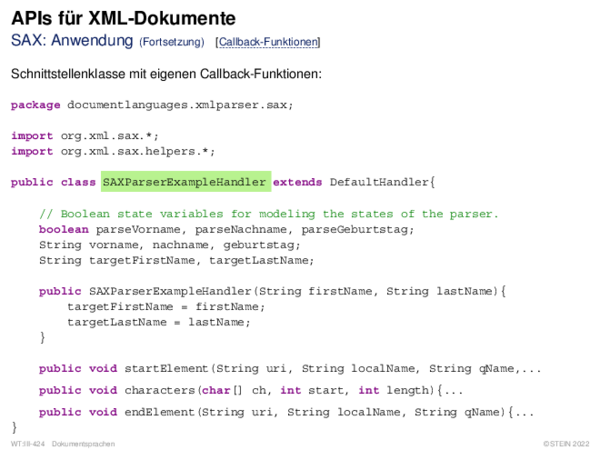 APIs für XML-Dokumente
SAX: Anwendung (Fortsetzung) [Callback-Funktionen]
Schnittstellenklasse mit eigenen Callback-Funktionen:
package documentlanguages.xmlparser.sax;
import org.xml.sax.*;
import org.xml.sax.helpers.*;
public class SAXParserExampleHandler extends DefaultHandler{
// Boolean state variables for modeling the states of the parser.
boolean parseVorname, parseNachname, parseGeburtstag;
String vorname, nachname, geburtstag;
String targetFirstName, targetLastName;
public SAXParserExampleHandler(String firstName, String lastName){
targetFirstName = firstName;
targetLastName = lastName;
}
public void startElement(String uri, String localName, String qName,...
public void characters(char[] ch, int start, int length){...
public void endElement(String uri, String localName, String qName){...
}
WT:III-424 Dokumentsprachen ©STEIN 2022